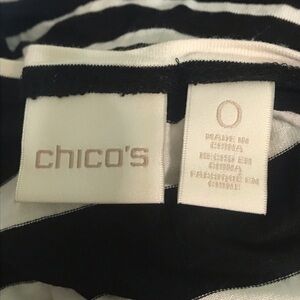 chico's
0
MADE IN
CHINA
HECHO EN
CHINA
FABRIQUÉ EN
CHINE